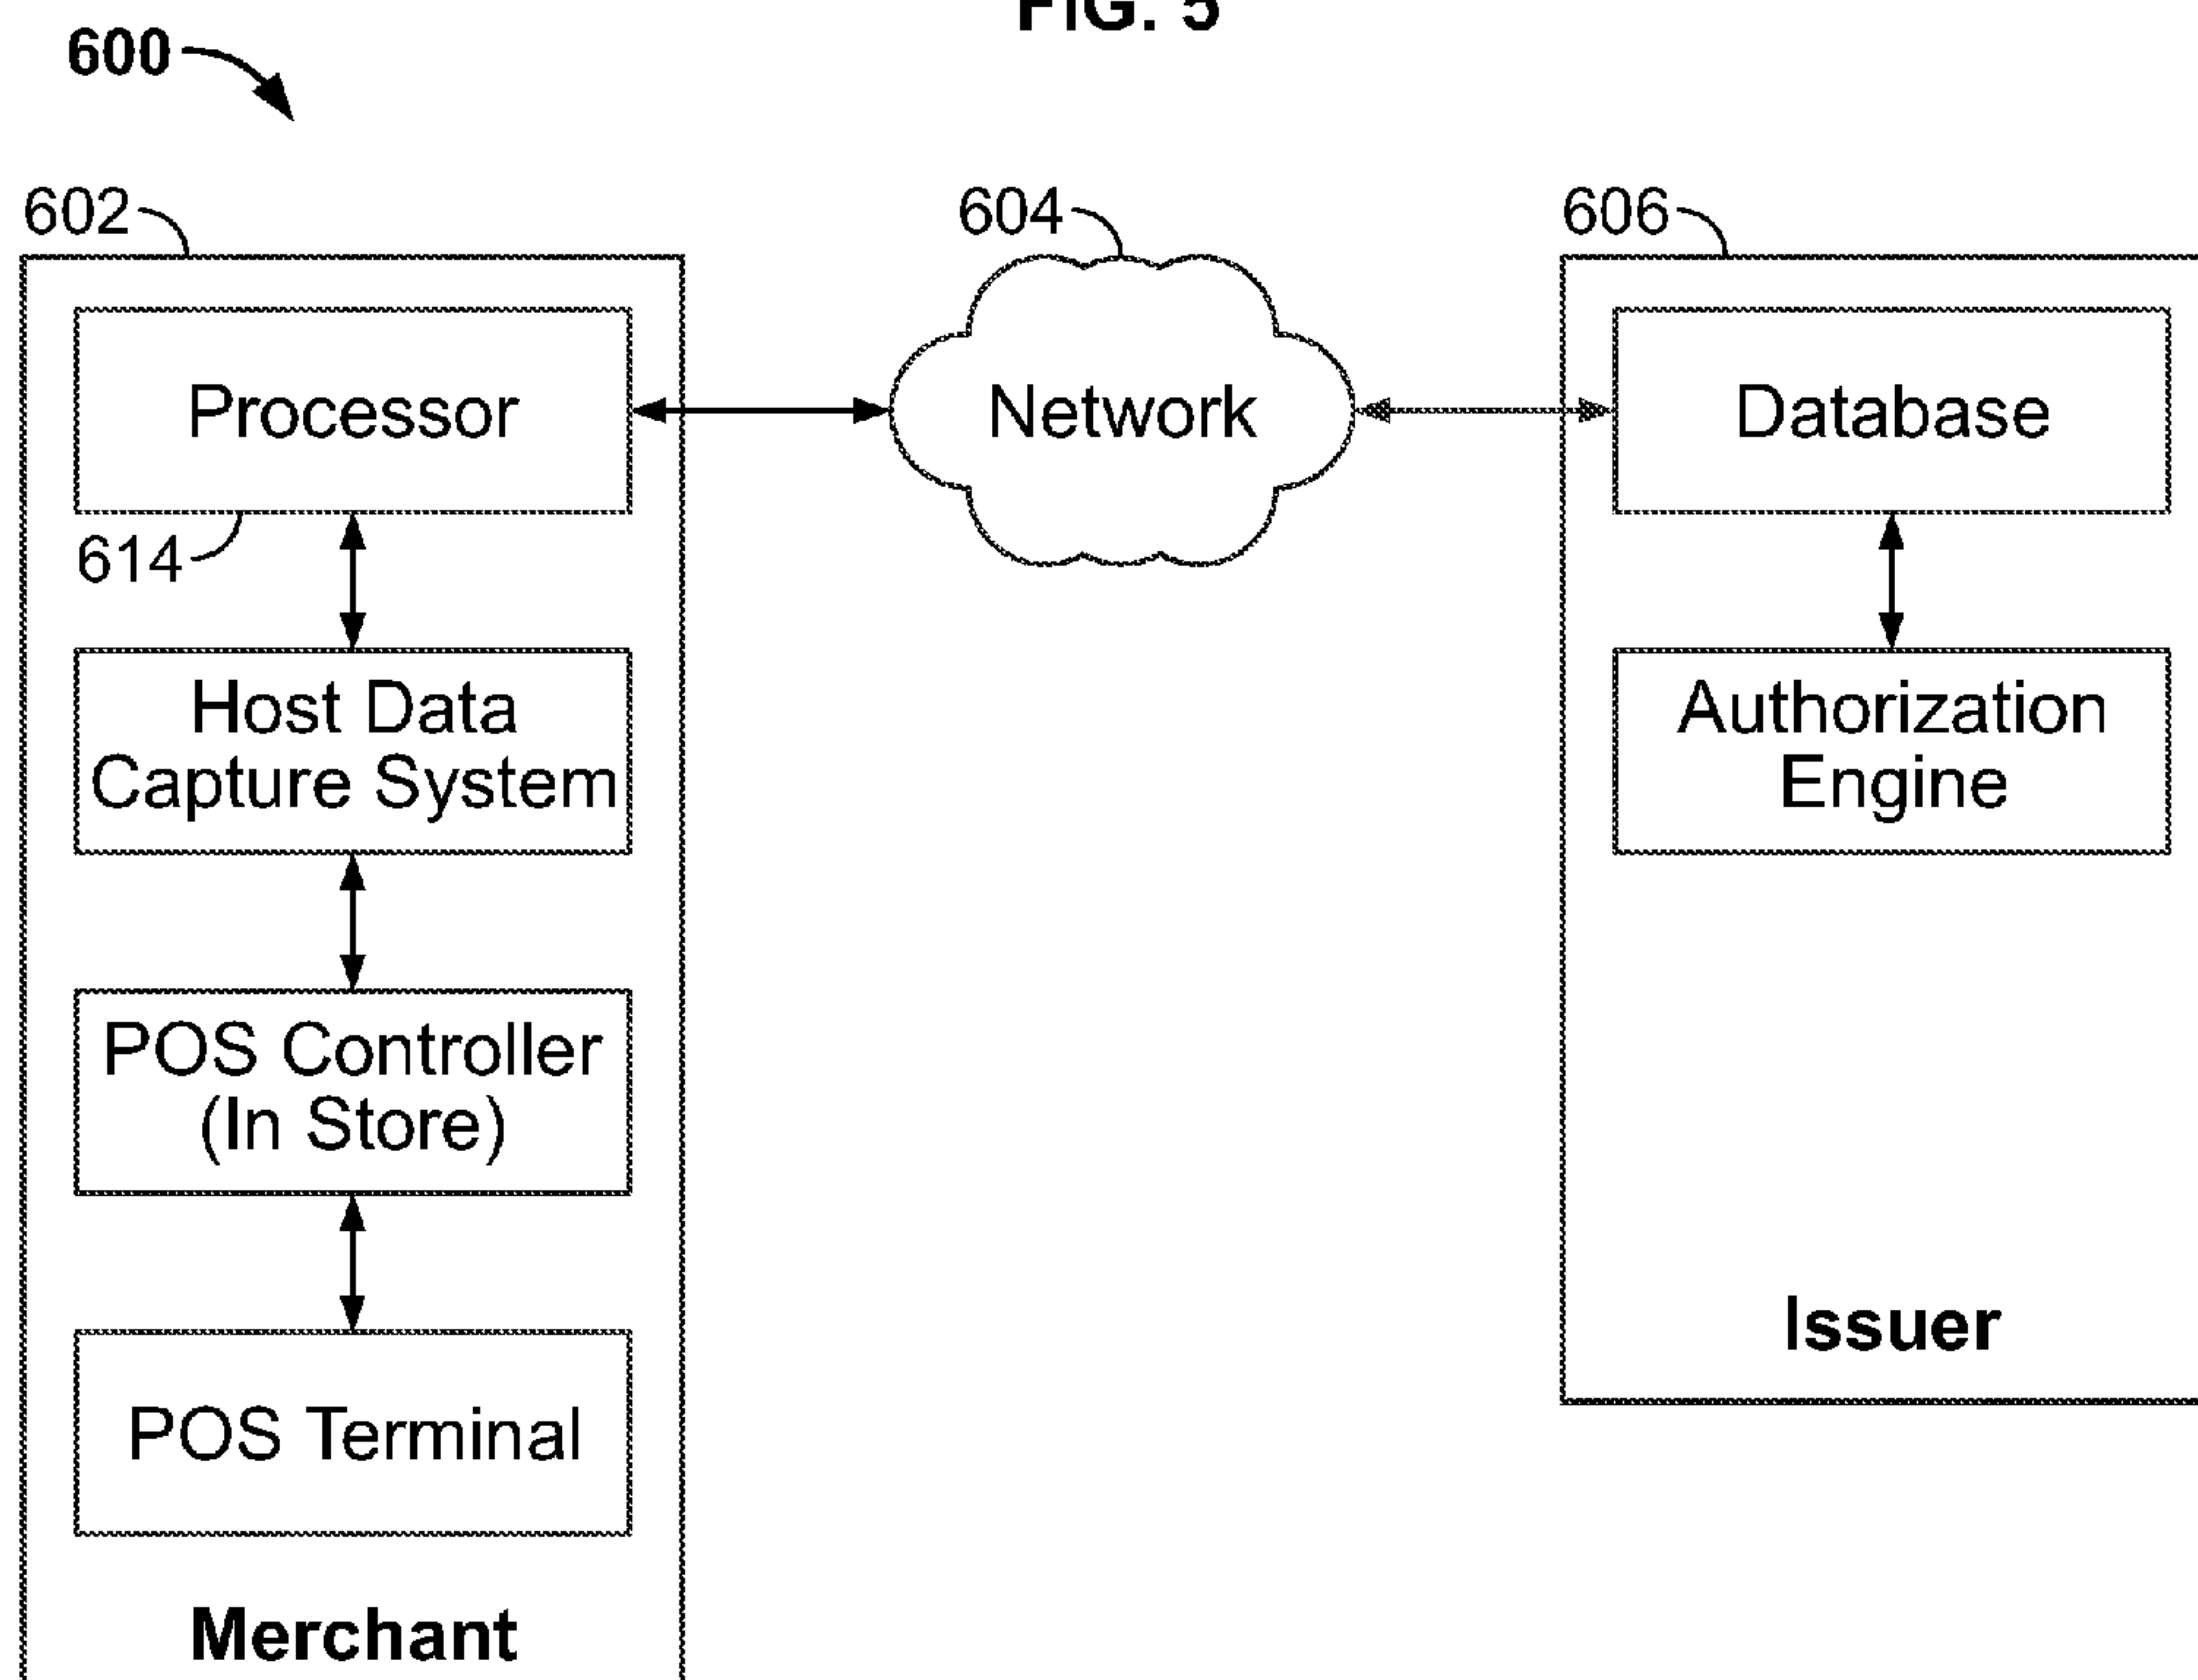 FIG. 5
600
602
604
606
Processor
Network
Database
614
Host Data
Capture System
Authorization
Engine
POS Controller
(In Store)
Issuer
POS Terminal
Merchant